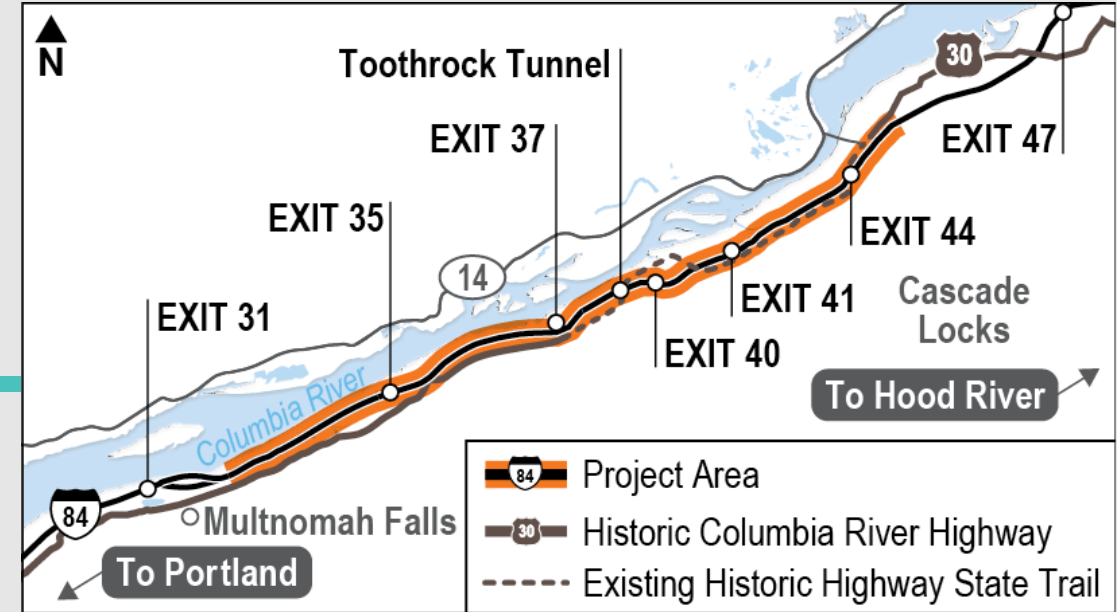 N
Toothrock Tunnel
30
EXIT 37
EXIT 47
EXIT 35
EXIT 44
14
EXIT 31
EXIT 41
Cascade
Locks
EXIT 40
Columbia River
To Hood River
84
Multnomah Falls
To Portland
84 Project Area
30 Historic Columbia River Highway
Existing Historic Highway State Trail